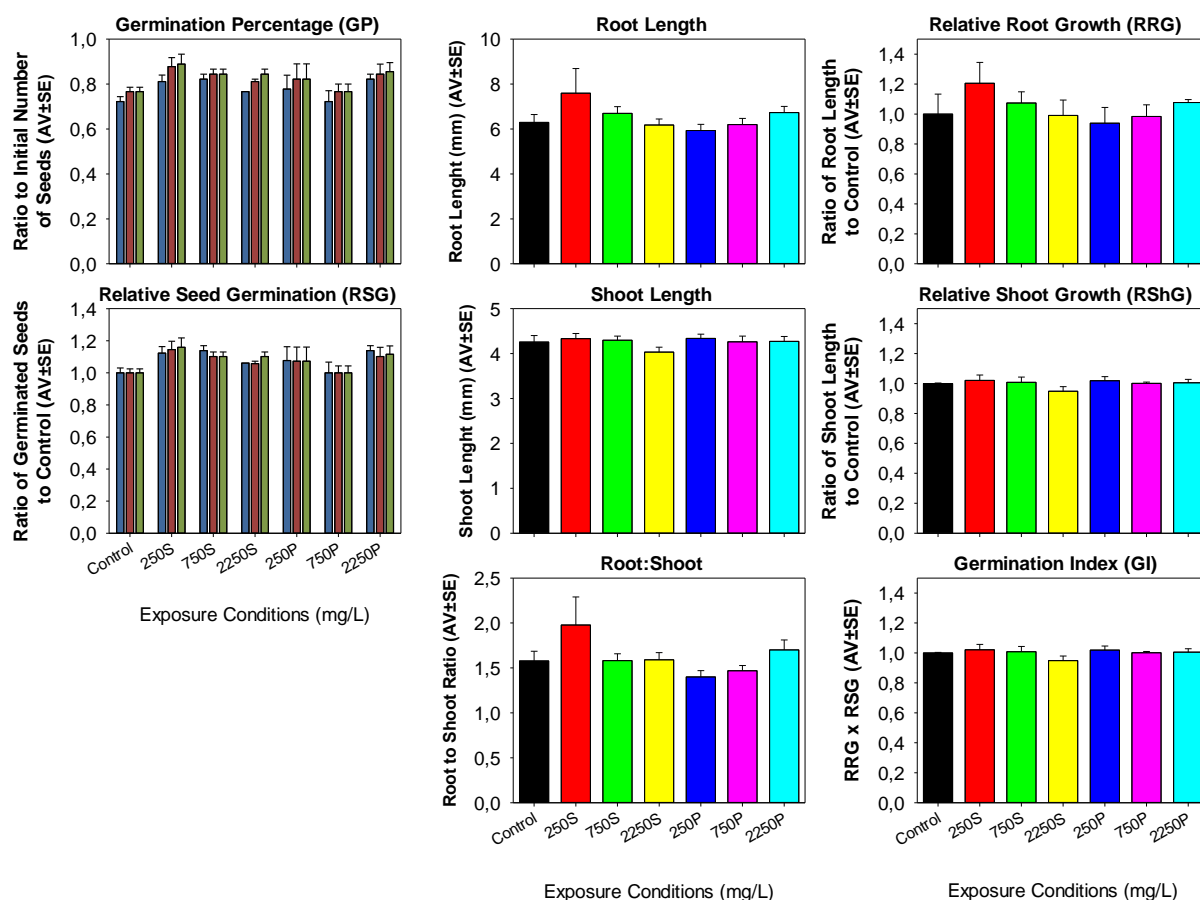 Germination Percentage (GP)
Ratio to Initial Number
of Seeds (AV±SE)
1,0
0,8
0,6
0,4
0,2
0,0
Relative Seed Germination (RSG)
Ratio of Germinated Seeds
to Control (AV±SE)
1,4
1,2
1,0
0,8
0,6
0,4
0,2
0,0
Control 250S 750S 2250S 250P 750P 2250P
Exposure Conditions (mg/L)
Root Length
Root Lenght (mm) (AV±SE)
10
8
6
4
2
0
Shoot Length
Shoot Lenght (mm) (AV±SE)
5
4
3
2
1
0
Root:Shoot
Root to Shoot Ratio (AV±SE)
2,5
2,0
1,5
1,0
0,5
0,0
Control 250S 750S 2250S 250P 750P 2250P
Exposure Conditions (mg/L)
Relative Root Growth (RRG)
Ratio of Root Length
to Control (AV±SE)
1,4
1,2
1,0
0,8
0,6
0,4
0,2
0,0
Relative Shoot Growth (RShG)
Ratio of Shoot Length
to Control (AV±SE)
1,4
1,2
1,0
0,8
0,6
0,4
0,2
0,0
Germination Index (GI)
RRG x RSG (AV±SE)
1,4
1,2
1,0
0,8
0,6
0,4
0,2
0,0
Control 250S 750S 2250S 250P 750P 2250P
Exposure Conditions (mg/L)